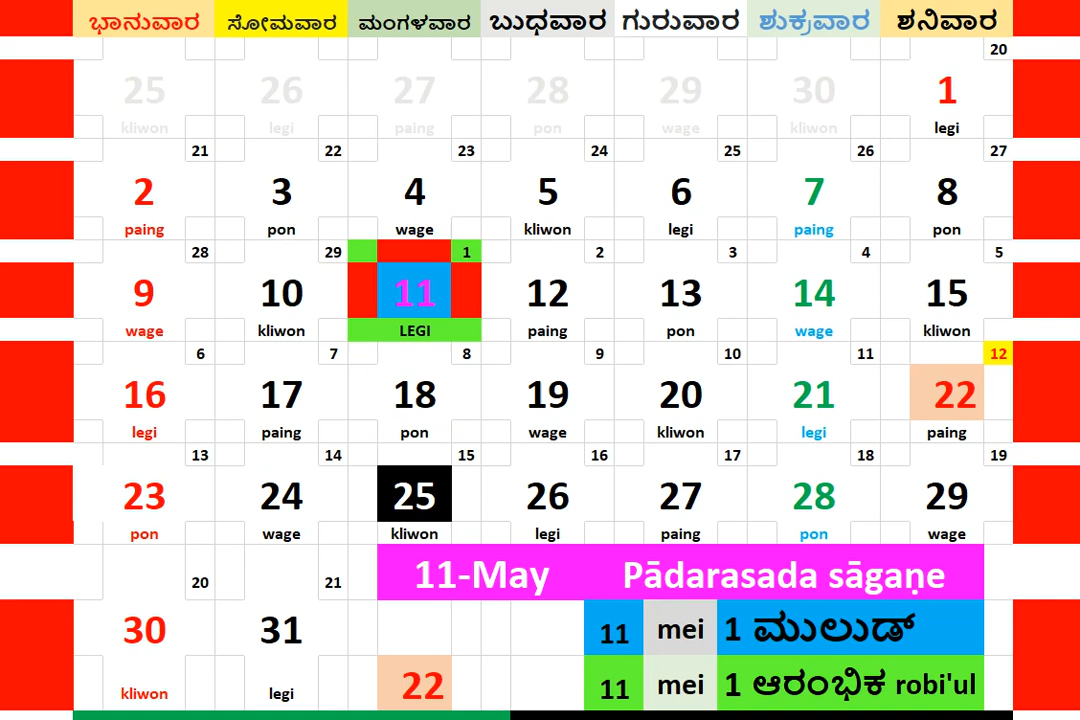 ಭಾನುವಾರ ಸೋಮವಾರ ಮಂಗಳವಾರ ಬುಧವಾರ ಗುರುವಾರ ಶುಕ್ರವಾರ ಶನಿವಾರ
20
25 26 27 28 29 30 1
kliwon legi paing pon wage kliwon legi
21 22 23 24 25 26 27
2 3 4 5 6 7 8
paing pon wage kliwon legi paing pon
28 29 1 2 3 4 5
9 10 11 12 13 14 15
wage kliwon LEGI paing pon wage kliwon
6 7 8 9 10 11 12
16 17 18 19 20 21 22
legi paing pon wage kliwon legi paing
13 14 15 16 17 18 19
23 24 25 26 27 28 29
pon wage kliwon legi paing pon wage
20 21 11-May Pādarasada sāgaṇe
30 31 11 mei 1 ಮುಲುಡ್
kliwon legi 22 11 mei 1 ಆರಂಭಿಕ robi'ul